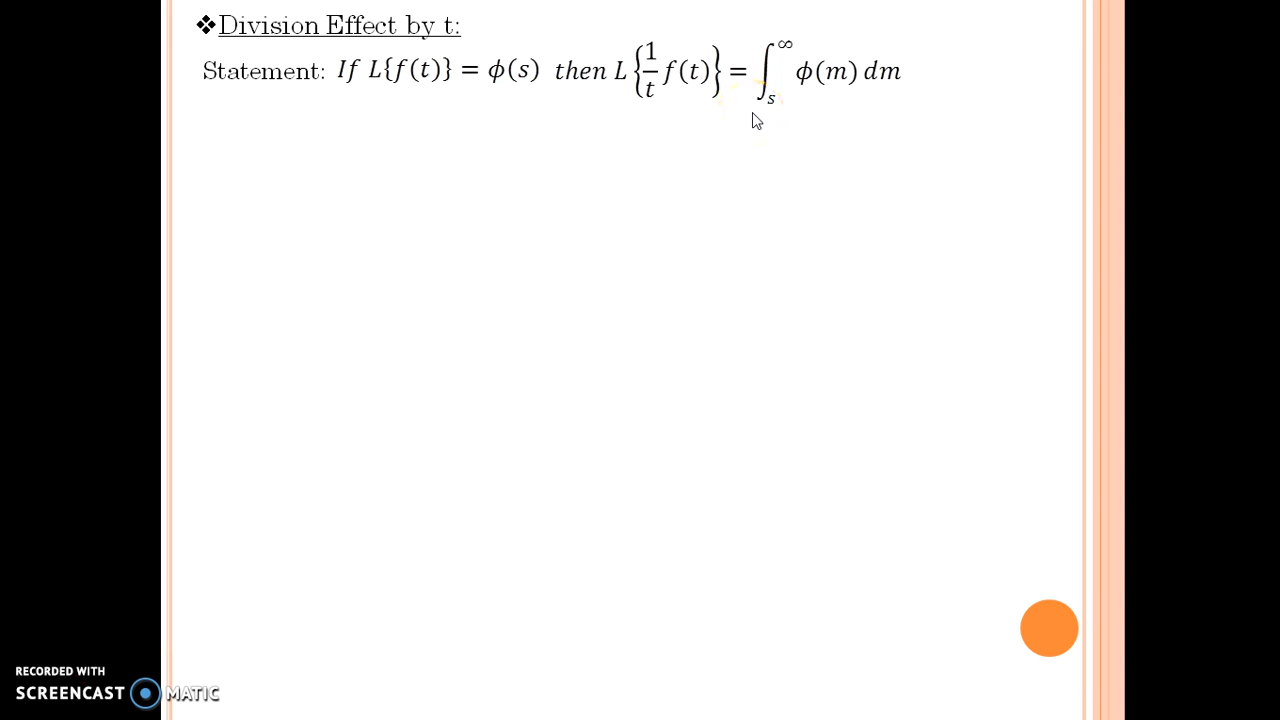 ❖Division Effect by t:
Statement: If L{f(t)} = ϕ(s) then L{1/t f(t)} = ∫_s^∞ ϕ(m) dm
RECORDED WITH
SCREENCAST MATIC